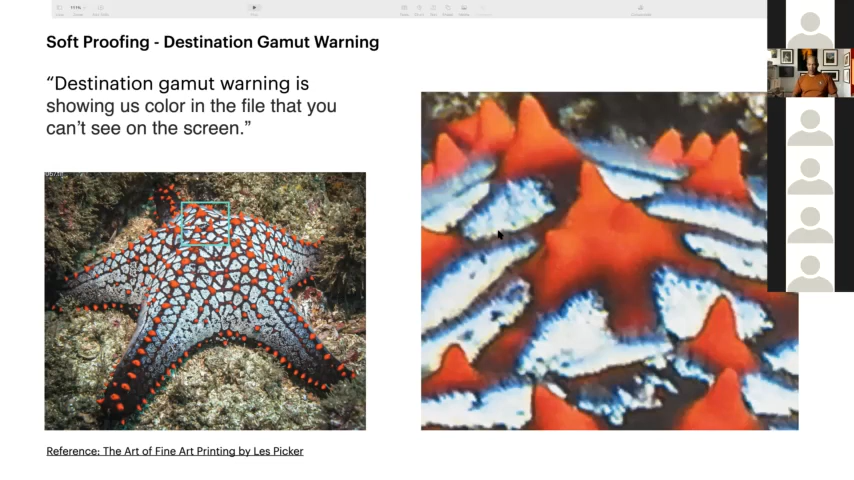 Soft Proofing - Destination Gamut Warning
“Destination gamut warning is
showing us color in the file that you
can’t see on the screen.”
Reference: The Art of Fine Art Printing by Les Picker